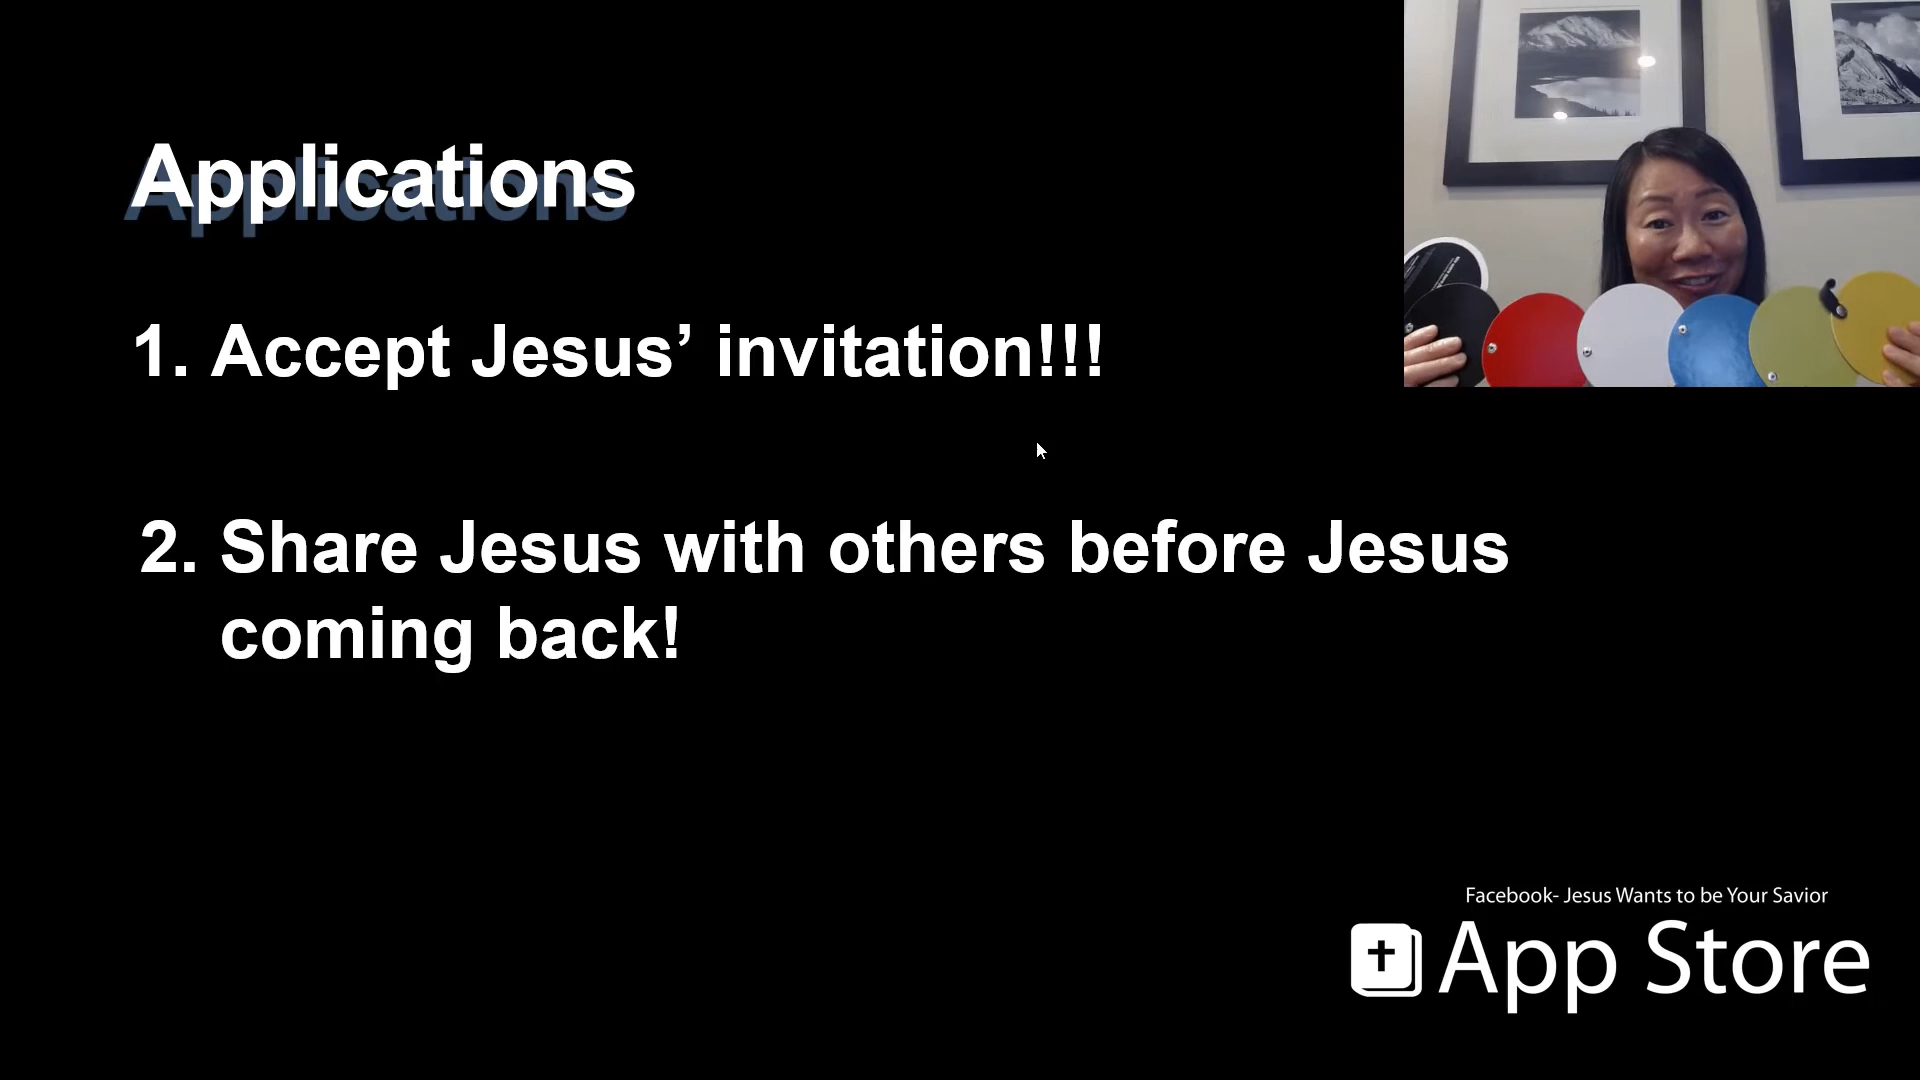 Applications
1. Accept Jesus’ invitation!!!
2. Share Jesus with others before Jesus
coming back!
Facebook- Jesus Wants to be Your Savior
App Store